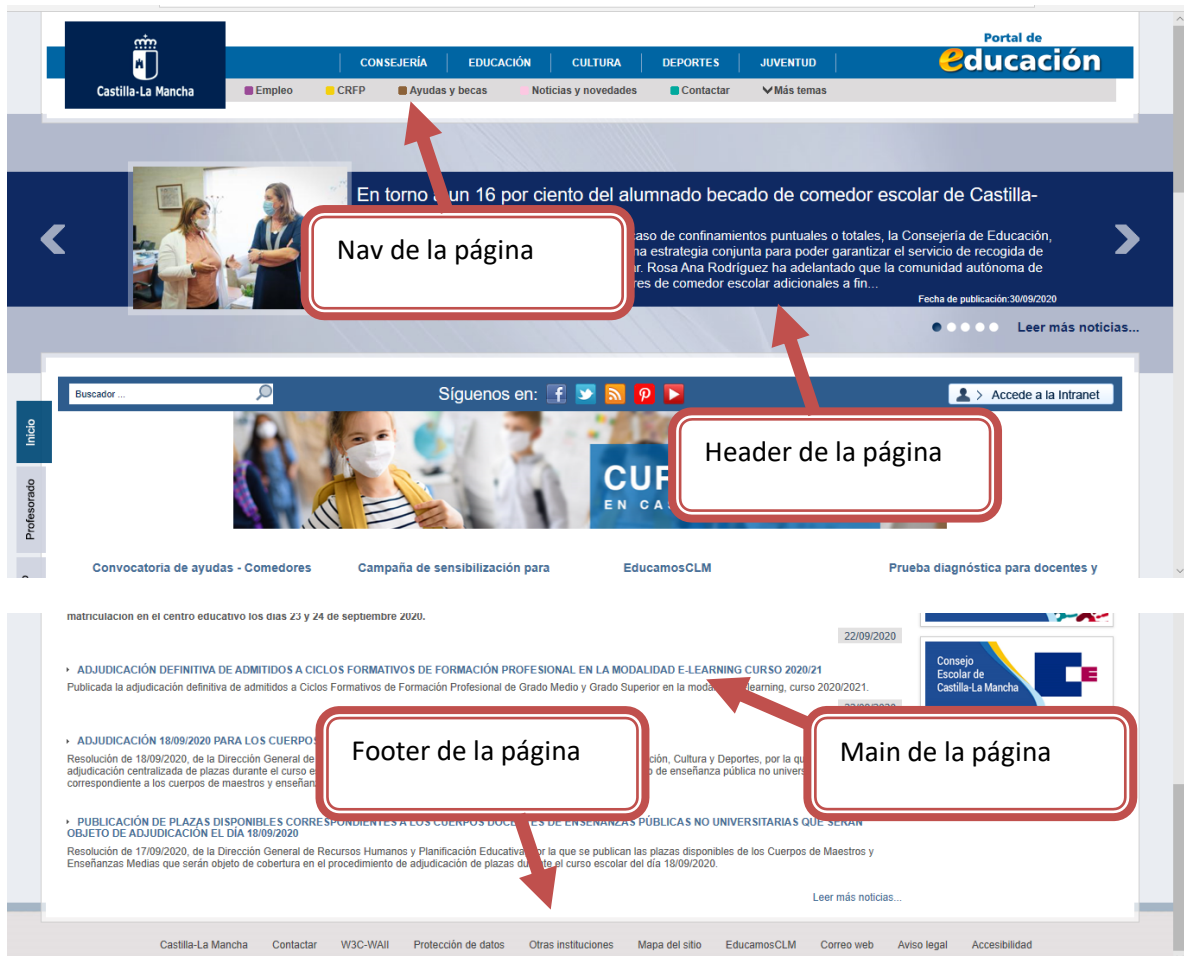 Portal de
educación
CONSEJERÍA EDUCACIÓN CULTURA DEPORTES JUVENTUD
Castilla-La Mancha
Empleo CRFP Ayudas y becas Noticias y novedades Contactar Más temas
En torno a un 16 por ciento del alumnado becado de comedor escolar de Castilla-
Nav de la página
caso de confinamientos puntuales o totales, la Consejería de Educación,
na estrategia conjunta para poder garantizar el servicio de recogida de
r. Rosa Ana Rodríguez ha adelantado que la comunidad autónoma de
res de comedor escolar adicionales a fin...
Fecha de publicación:30/09/2020
Leer más noticias...
Buscador ... Síguenos en: > Accede a la Intranet
Inicio
Profesorado
Header de la página
CUR
EN CAS
Convocatoria de ayudas - Comedores Campaña de sensibilización para EducamosCLM Prueba diagnóstica para docentes y
matriculación en el centro educativo los días 23 y 24 de septiembre 2020.
22/09/2020
ADJUDICACIÓN DEFINITIVA DE ADMITIDOS A CICLOS FORMATIVOS DE FORMACIÓN PROFESIONAL EN LA MODALIDAD E-LEARNING CURSO 2020/21
Publicada la adjudicación definitiva de admitidos a Ciclos Formativos de Formación Profesional de Grado Medio y Grado Superior en la learning, curso 2020/2021.
Consejo
Escolar de
Castilla-La Mancha
Footer de la página
Main de la página
ADJUDICACIÓN 18/09/2020 PARA LOS CUERPOS
Resolución de 18/09/2020, de la Dirección General de ción, Cultura y Deportes, por la
adjudicación centralizada de plazas durante el curso de enseñanza pública no
correspondiente a los cuerpos de maestros y
PUBLICACIÓN DE PLAZAS DISPONIBLES CORRESPONDIENTES A LOS CUERPOS DOCENTES DE ENSEÑANZAS PÚBLICAS NO UNIVERSITARIAS QUE SERÁN
OBJETO DE ADJUDICACIÓN EL DÍA 18/09/2020
Resolución de 17/09/2020, de la Dirección General de Recursos Humanos y Planificación Educativa, por la que se publican las plazas disponibles de los Cuerpos de Maestros y
Enseñanzas Medias que serán objeto de cobertura en el procedimiento de adjudicación de plazas durante el curso escolar del día 18/09/2020.
Leer más noticias...
Castilla-La Mancha Contactar W3C-WAII Protección de datos Otras instituciones Mapa del sitio EducamosCLM Correo web Aviso legal Accesibilidad